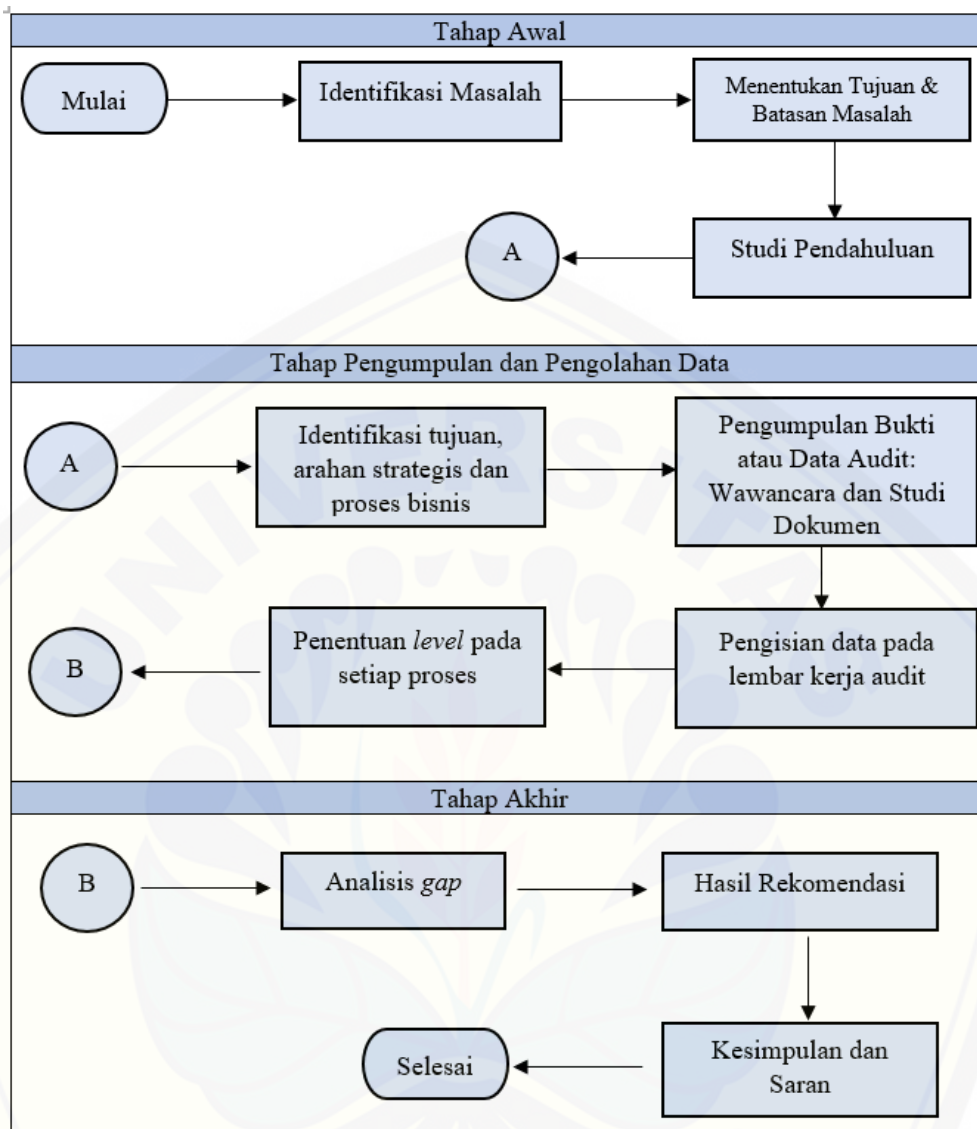 Tahap Awal
Mulai
Identifikasi Masalah
Menentukan Tujuan &
Batasan Masalah
Studi Pendahuluan
A
Tahap Pengumpulan dan Pengolahan Data
A
Identifikasi tujuan,
arahan strategis dan
proses bisnis
Pengumpulan Bukti
atau Data Audit:
Wawancara dan Studi
Dokumen
Pengisian data pada
lembar kerja audit
Penentuan level pada
setiap proses
B
Tahap Akhir
B
Analisis gap
Hasil Rekomendasi
Kesimpulan dan
Saran
Selesai
UNIVERSITAS